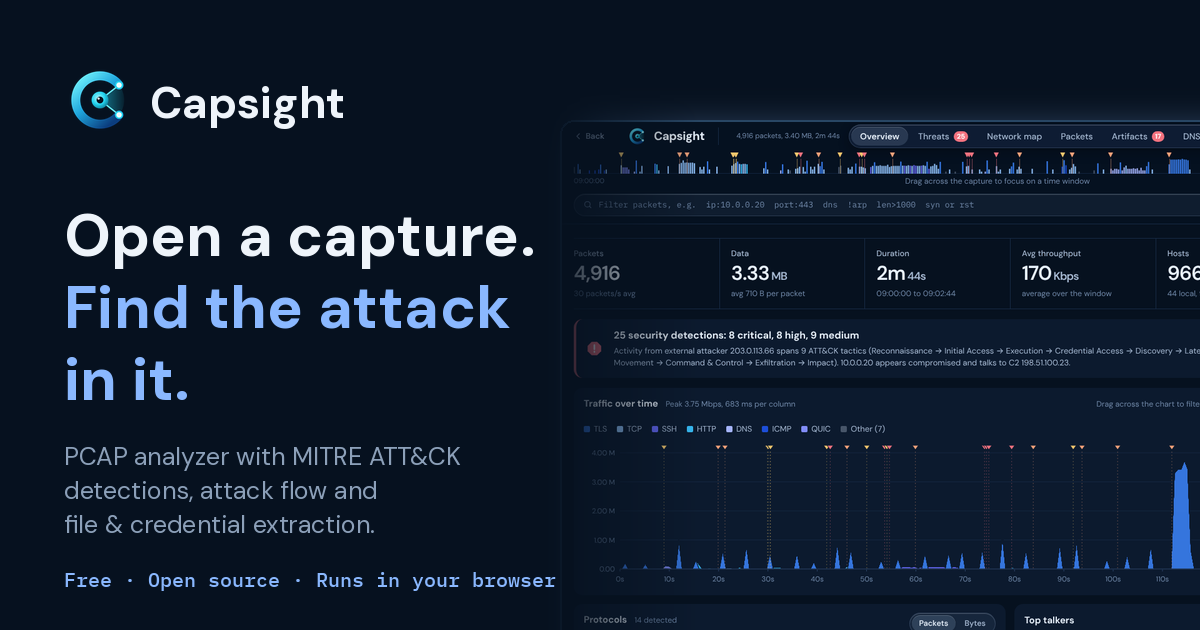 Capsight
Open a capture.
Find the attack
in it.
PCAP analyzer with MITRE ATT&CK
detections, attack flow and
file & credential extraction.
Free · Open source · Runs in your browser
Back
Capsight
4,916 packets, 3.40 MB, 2m 44s
Overview
Threats 25
Network map
Packets
Artifacts 17
DNS
09:00:00
Drag across the capture to focus on a time window
Filter packets, e.g. ip:10.0.0.20 port:443 dns !arp len>1000 syn or rst
Packets
4,916
30 packets/s avg
Data
3.33 MB
avg 710 B per packet
Duration
2m 44s
09:00:00 to 09:02:44
Avg throughput
170 Kbps
average over the window
Hosts
966
44 local,
25 security detections: 8 critical, 8 high, 9 medium
Activity from external attacker 203.0.113.66 spans 9 ATT&CK tactics (Reconnaissance → Initial Access → Execution → Credential Access → Discovery → Late
Movement → Command & Control → Exfiltration → Impact). 10.0.0.20 appears compromised and talks to C2 198.51.100.23.
Traffic over time Peak 3.75 Mbps, 683 ms per column
Drag across the chart to filte
TLS TCP SSH HTTP DNS ICMP QUIC Other (7)
4.00 M
3.00 M
2.00 M
1.00 M
0.00
0s 10s 20s 30s 40s 50s 60s 70s 80s 90s 100s 110s
Protocols 14 detected
Packets Bytes
Top talkers